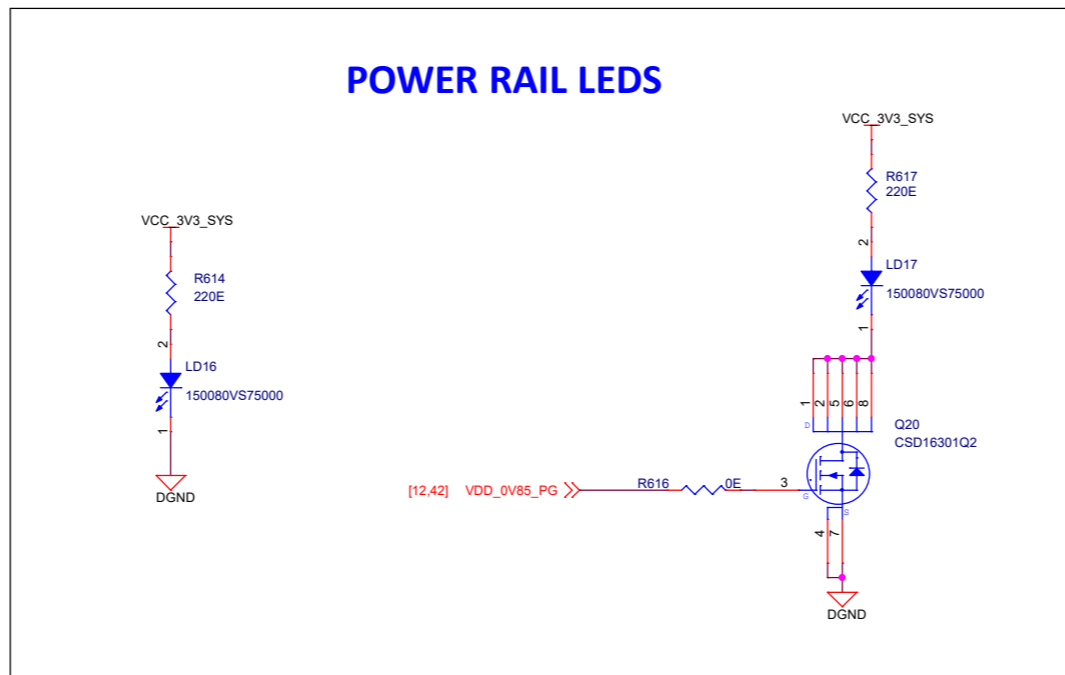 POWER RAIL LEDS
VCC_3V3_SYS
R617
220E
2
LD17
150080VS75000
1
VCC_3V3_SYS
R614
220E
2
LD16
150080VS75000
1
DGND
1
2
5
6
8
D
Q20
CSD16301Q2
[12,42] VDD_0V85_PG
R616
0E
3
G
S
4
7
DGND